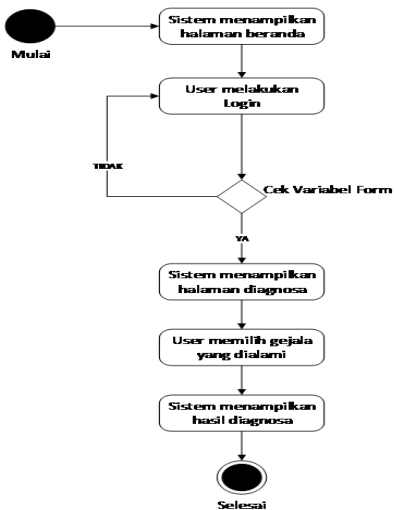 Sistem menampilkan
halaman beranda
Mulai
User melakukan
Login
TIDAK
Cek Variabel Form
YA
Sistem menampilkan
halaman diagnosa
User memilih gejala
yang dialami
Sistem menampilkan
hasil diagnosa
Selesai